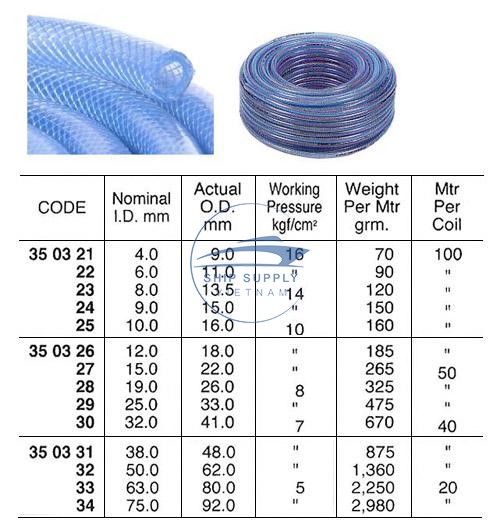 CODE Nominal I.D. mm Actual O.D. mm Working Pressure kgf/cm² Weight Per Mtr grm. Mtr Per Coil
35 03 21 4.0 9.0 16 70 100
22 6.0 11.0 " 90 "
23 8.0 13.5 14 120 "
24 9.0 15.0 " 150 "
25 10.0 16.0 10 160 "
35 03 26 12.0 18.0 " 185 "
27 15.0 22.0 " 265 50
28 19.0 26.0 8 325 "
29 25.0 33.0 " 475 "
30 32.0 41.0 7 670 40
35 03 31 38.0 48.0 " 875 "
32 50.0 62.0 " 1,360 "
33 63.0 80.0 5 2,250 20
34 75.0 92.0 " 2,980 "
SHIP SUPPLY
VIETNAM